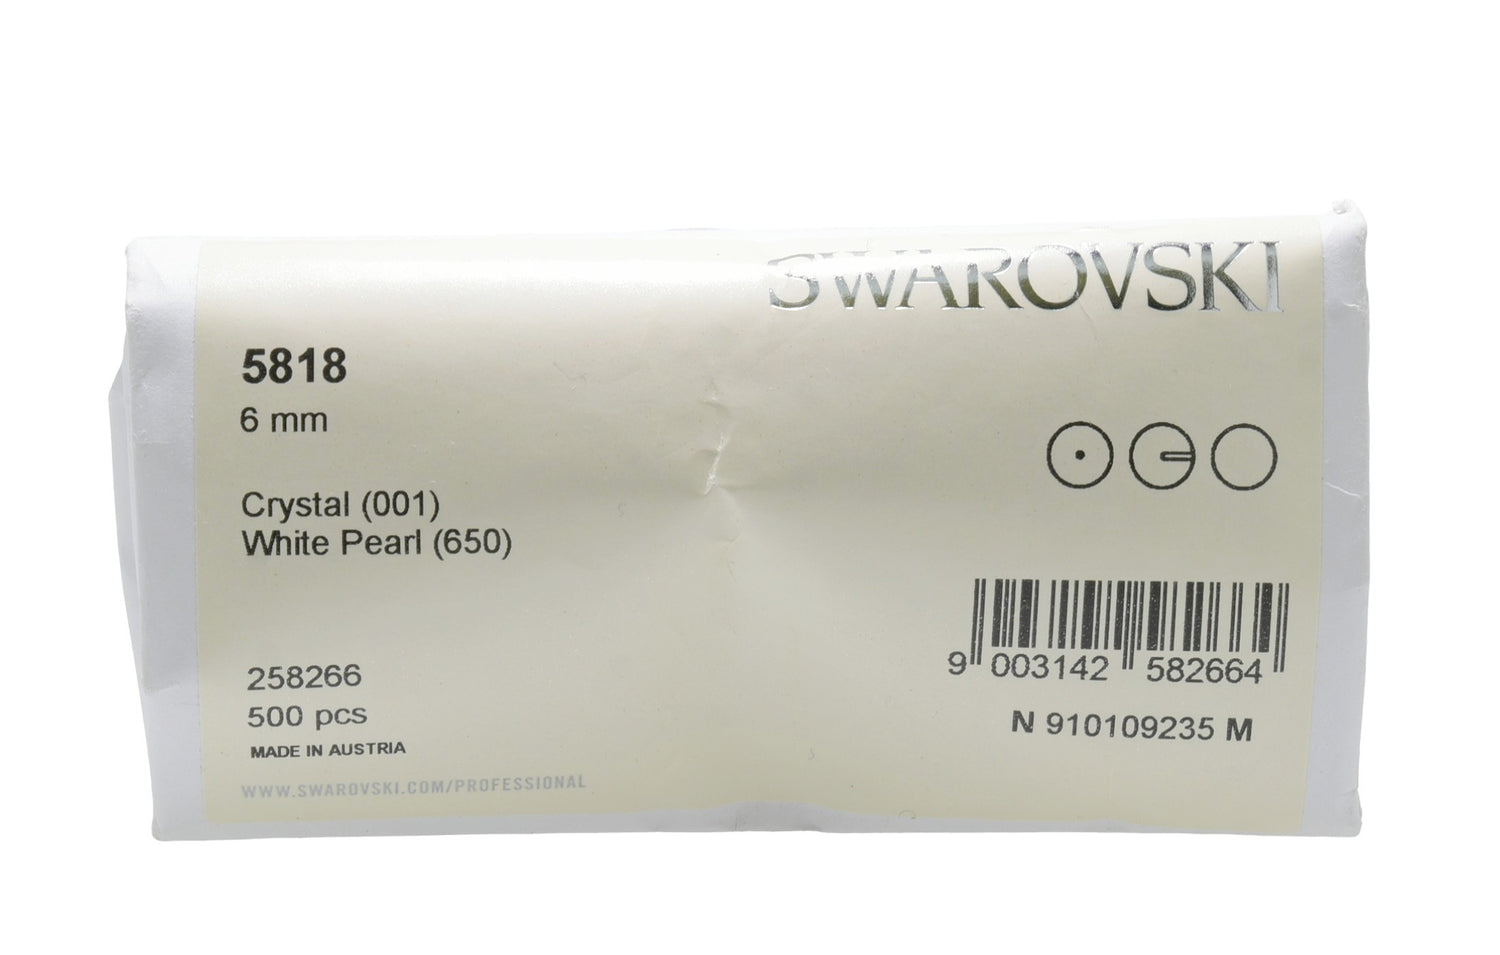 SWAROVSKI
5818
6 mm
Crystal (001)
White Pearl (650)
258266
500 pcs
MADE IN AUSTRIA
WWW.SWAROVSKI.COM/PROFESSIONAL
9 003142 582664
N 910109235 M